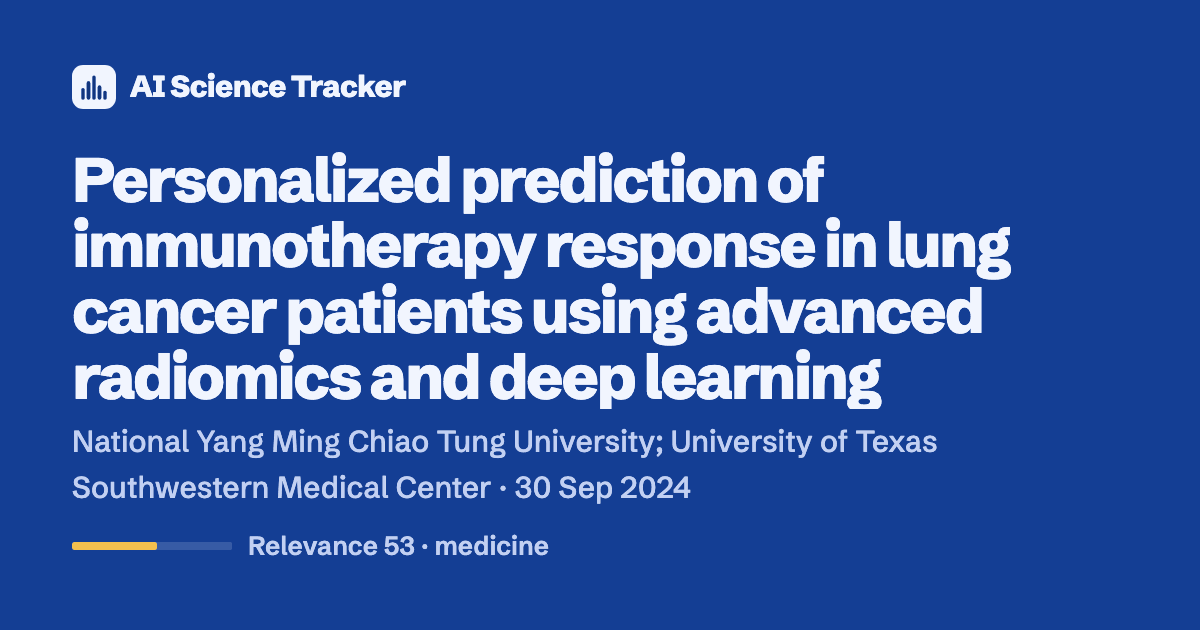 AI Science Tracker
Personalized prediction of
immunotherapy response in lung
cancer patients using advanced
radiomics and deep learning
National Yang Ming Chiao Tung University; University of Texas
Southwestern Medical Center · 30 Sep 2024
Relevance 53 · medicine